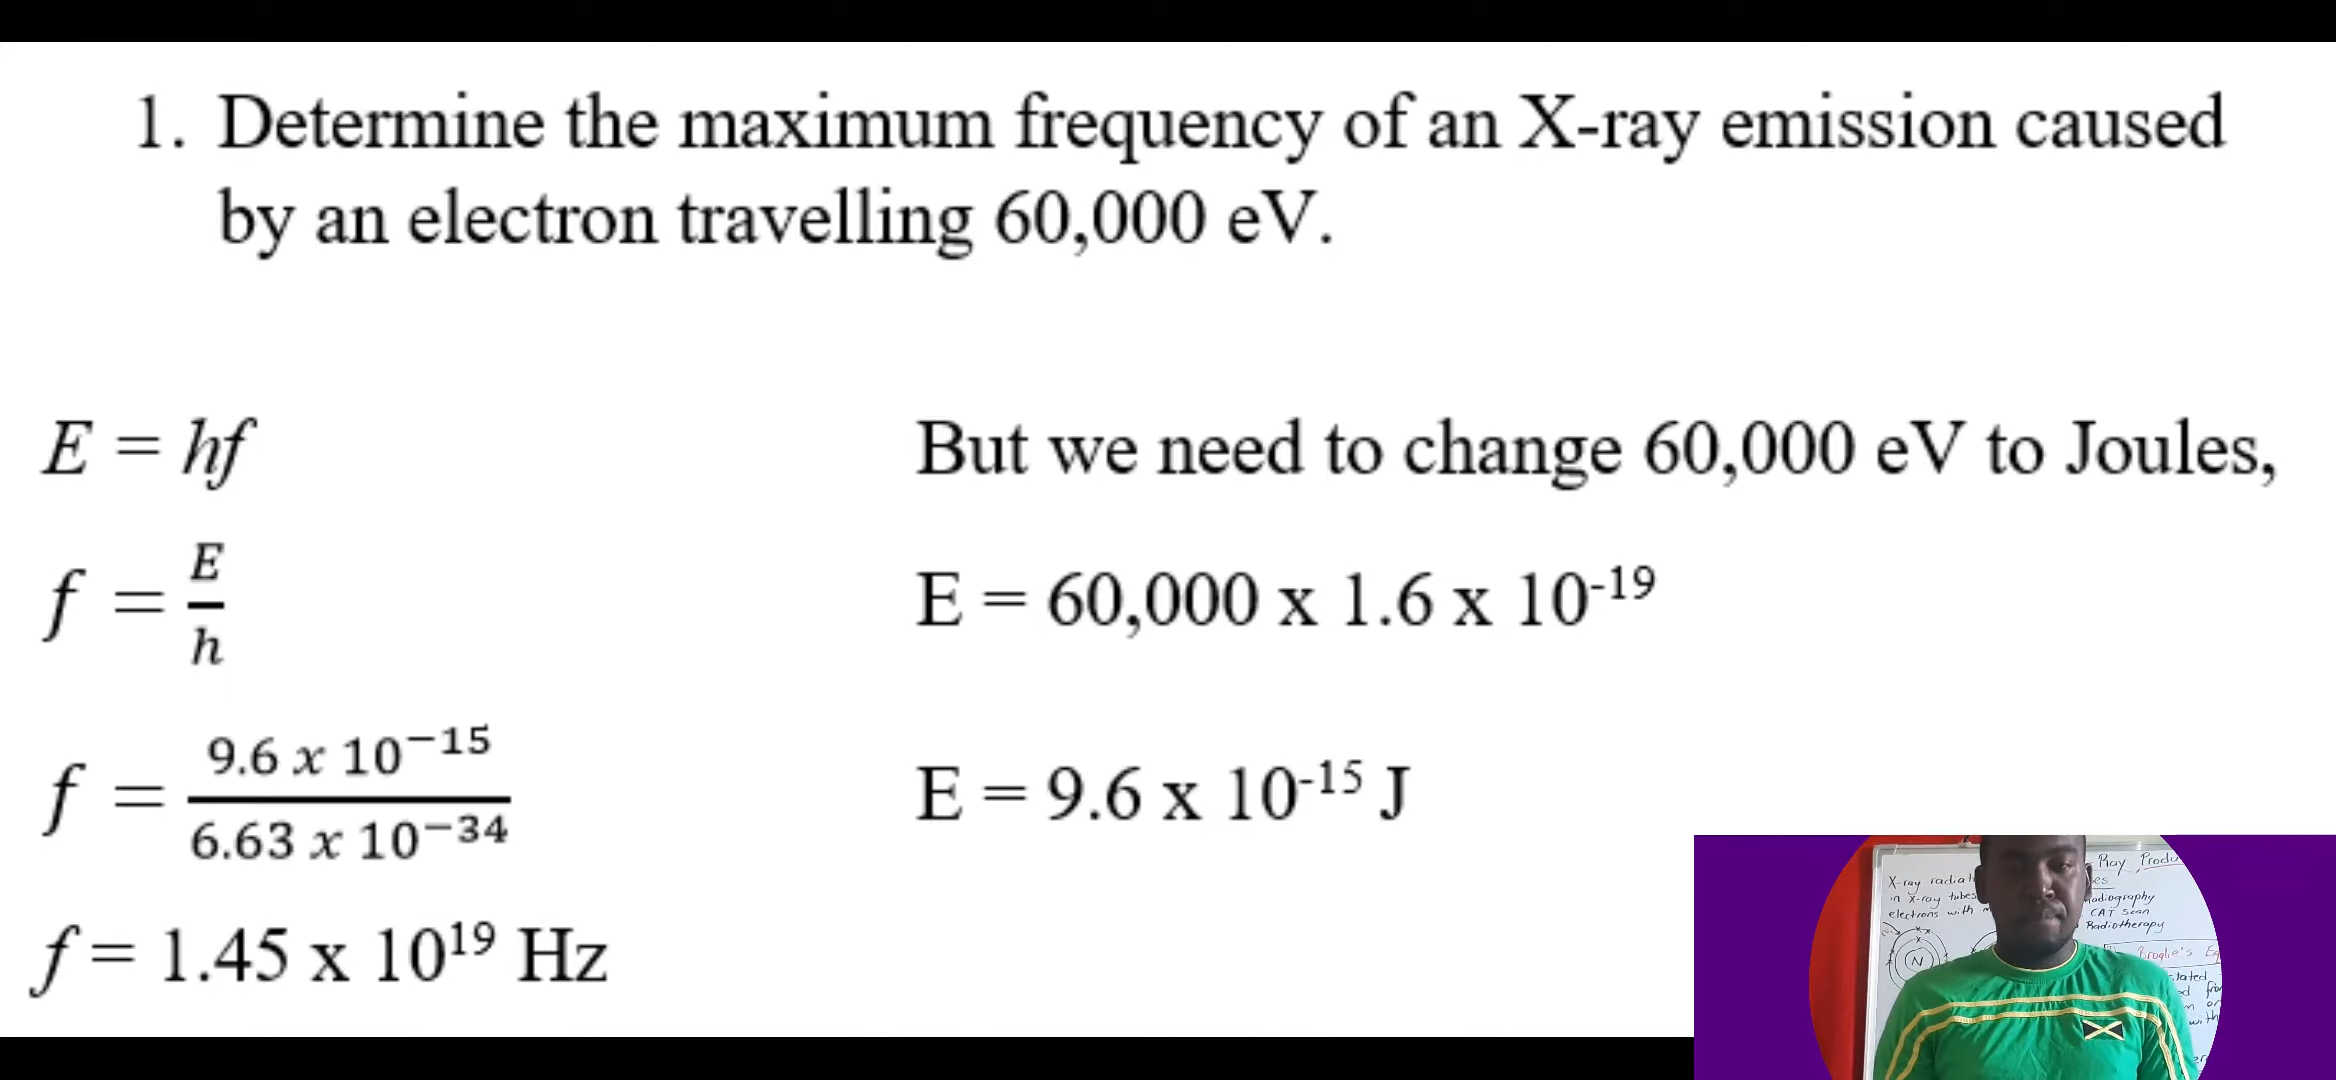 1. Determine the maximum frequency of an X-ray emission caused
by an electron travelling 60,000 eV.
E = hf
But we need to change 60,000 eV to Joules,
f = E/h
E = 60,000 x 1.6 x 10⁻¹⁹
f = 9.6 x 10⁻¹⁵ / 6.63 x 10⁻³⁴
E = 9.6 x 10⁻¹⁵ J
f = 1.45 x 10¹⁹ Hz
X-ray
in X-ray tubes
electrons with
N
Ray
Radiography
CAT Scan
Radiotherapy
Broglie's